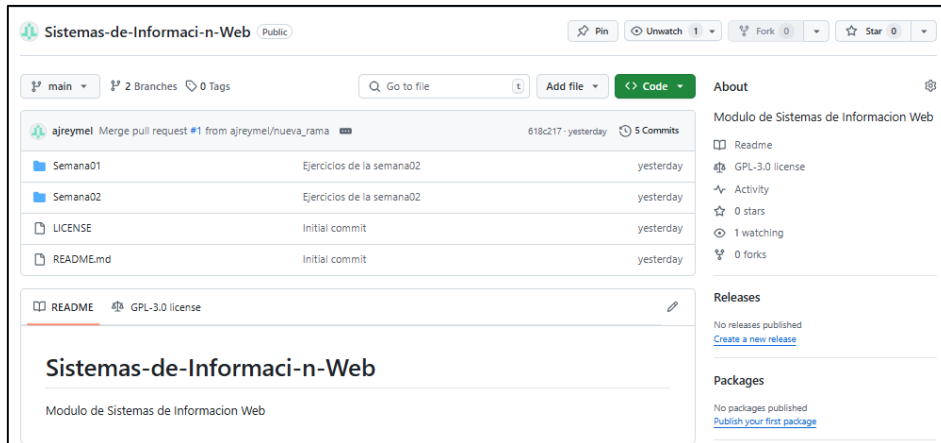 Sistemas-de-Informaci-n-Web Public Pin Unwatch 1 Fork 0 Star 0
main 2 Branches 0 Tags Go to file t Add file Code
ajreymel Merge pull request #1 from ajreymel/nueva_rama 618c217 · yesterday 5 Commits
Semana01 Ejercicios de la semana02 yesterday
Semana02 Ejercicios de la semana02 yesterday
LICENSE Initial commit yesterday
README.md Initial commit yesterday
README GPL-3.0 license
Sistemas-de-Informaci-n-Web
Modulo de Sistemas de Informacion Web
About
Modulo de Sistemas de Informacion Web
Readme
GPL-3.0 license
Activity
0 stars
1 watching
0 forks
Releases
No releases published
Create a new release
Packages
No packages published
Publish your first package